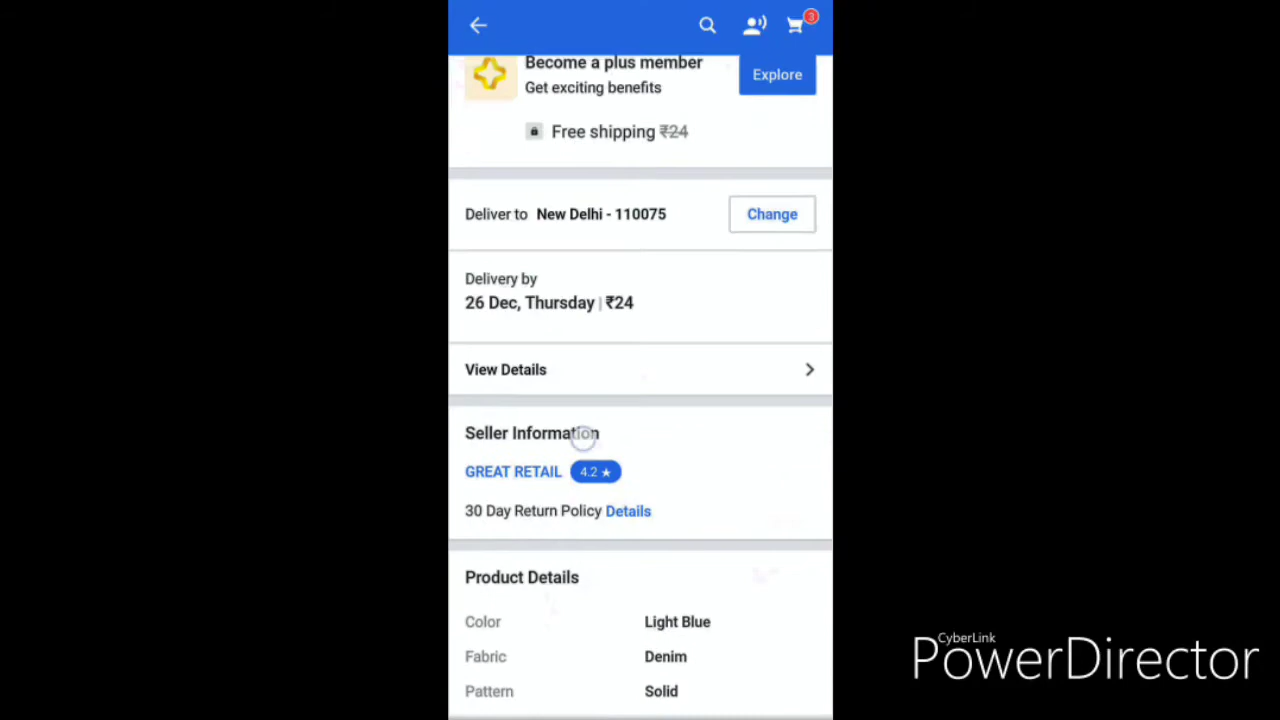 3
Become a plus member
Get exciting benefits
Explore
Free shipping ₹24
Deliver to New Delhi - 110075
Change
Delivery by
26 Dec, Thursday | ₹24
View Details
Seller Information
GREAT RETAIL 4.2 ★
30 Day Return Policy Details
Product Details
Color Light Blue
Fabric Denim
Pattern Solid
CyberLink
PowerDirector